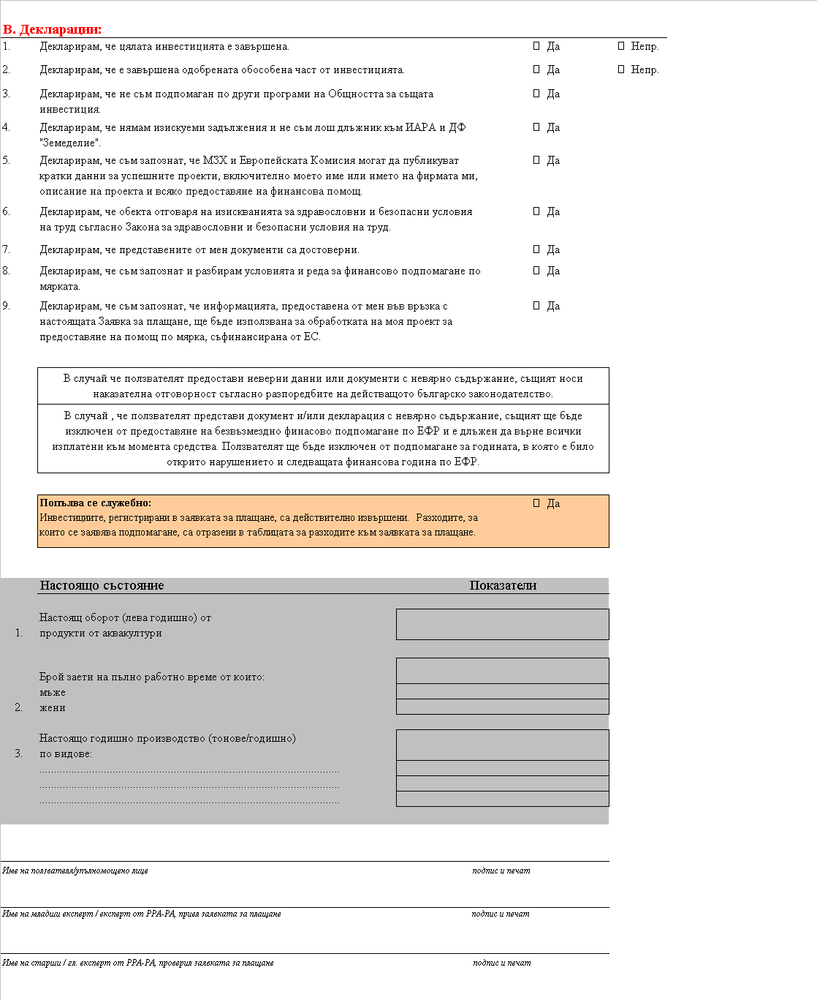 В. Декларации:
1. Декларирам, че цялата инвестицията е завършена. Да Непр.
2. Декларирам, че е завършена одобрената обособена част от инвестицията. Да Непр.
3. Декларирам, че не съм подпомаган по други програми на Общността за същата Да
инвестиция.
4. Декларирам, че нямам изискуеми задължения и не съм лош длъжник към ИАРА и ДФ Да
"Земеделие".
5. Декларирам, че съм запознат, че МЗХ и Европейската Комисия могат да публикуват Да
кратки данни за успешните проекти, включително моето име или името на фирмата ми,
описание на проекта и всяко предоставяне на финансова помощ.
6. Декларирам, че обекта отговаря на изискванията за здравословни и безопасни условия Да
на труд съгласно Закона за здравословни и безопасни условия на труд.
7. Декларирам, че представените от мен документи са достоверни. Да
8. Декларирам, че съм запознат и разбирам условията и реда за финансово подпомагане по Да
мярката.
9. Декларирам, че съм запознат, че информацията, предоставена от мен във връзка с Да
настоящата Заявка за плащане, ще бъде използвана за обработката на моя проект за
предоставяне на помощ по мярка, съфинансирана от ЕС.
В случай че ползвателят предостави неверни данни или документи с невярно съдържание, същият носи
наказателна отговорност съгласно разпоредбите на действащото българско законодателство.
В случай , че ползвателят представи документ и/или декларация с невярно съдържание, същият ще бъде
изключен от предоставяне на безвъзмездно финасово подпомагане по ЕФР и е длъжен да върне всички
изплатени към момента средства. Ползвателят ще бъде изключен от подпомагане за годината, в която е било
открито нарушението и следващата финансова година по ЕФР.
Попълва се служебно: Да
Инвестициите, регистрирани в заявката за плащане, са действително извършени. Разходите, за
които се заявява подпомагане, са отразени в таблицата за разходите към заявката за плащане.
Настоящо състояние Показатели
Настоящ оборот (лева годишно) от
1. продукти от аквакултури
Брой заети на пълно работно време от които:
мъже
2. жени
Настоящо годишно производство (тонове/годишно)
3. по видове:
.......................................................................................................
.......................................................................................................
.......................................................................................................
Име на ползвателя/упълномощено лице подпис и печат
Име на младши експерт / експерт от РРА-РА, приел заявката за плащане подпис и печат
Име на старши / гл. експерт от РРА-РА, проверил заявката за плащане подпис и печат